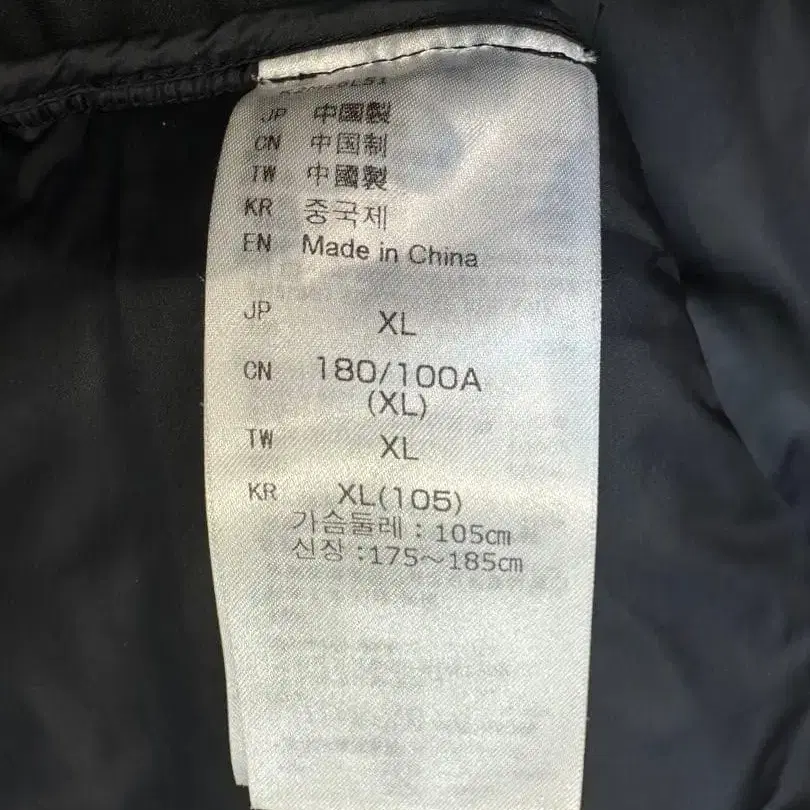 JP 中國製
CN 中国制
TW 中國製
KR 중국제
EN Made in China
JP XL
CN 180/100A
(XL)
TW XL
KR XL(105)
가슴둘레 : 105cm
신장 :175～185cm